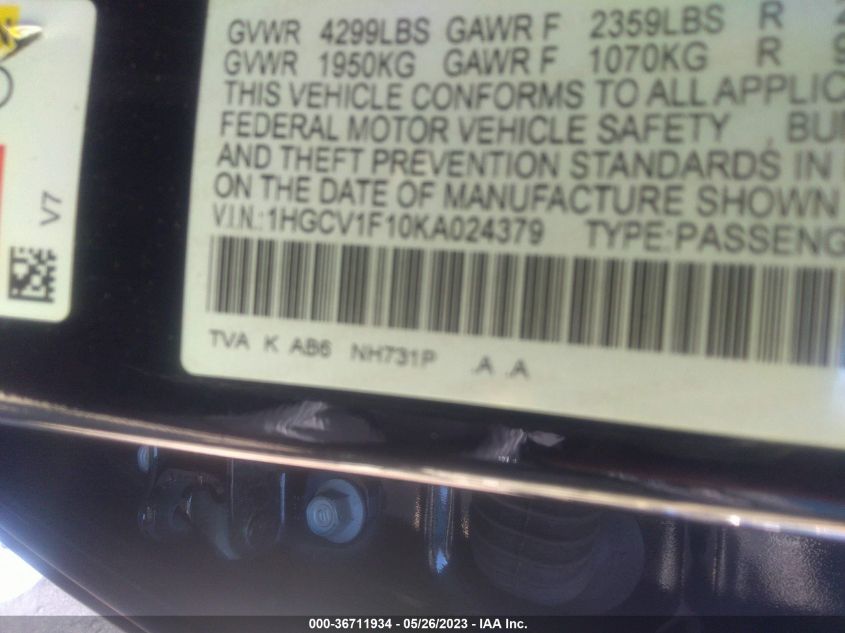 GVWR 4299LBS GAWR F 2359LBS R
GVWR 1950KG GAWR F 1070KG R
THIS VEHICLE CONFORMS TO ALL APPLIC
FEDERAL MOTOR VEHICLE SAFETY BU
AND THEFT PREVENTION STANDARDS IN
ON THE DATE OF MANUFACTURE SHOWN
V.I.N.:1HGCV1F10KA024379 TYPE:PASSENG
TVA K AB6 NH731P .A .A
V7
000-36711934 - 05/26/2023 - IAA Inc.